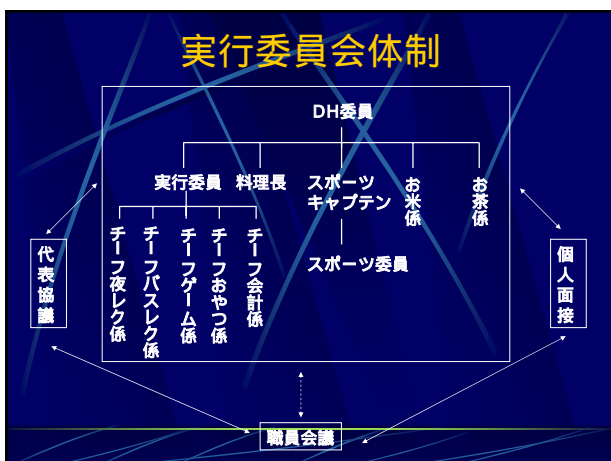 実行委員会体制
DH委員
実行委員
料理長
スポーツ
キャプテン
お米係
お茶係
スポーツ委員
チーフ夜レク係
チーフバスレク係
チーフゲーム係
チーフおやつ係
チーフ会計係
代表協議
個人面接
職員会議